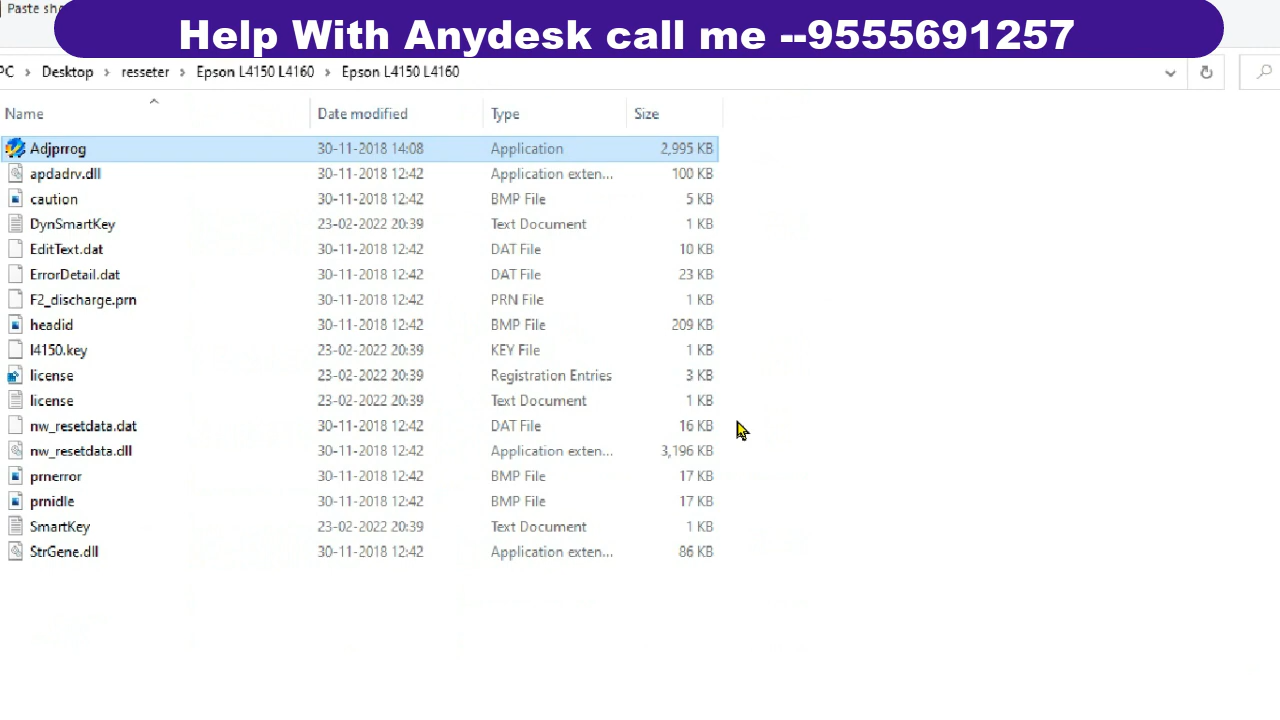 Paste sho
Help With Anydesk call me --9555691257
PC > Desktop > resseter > Epson L4150 L4160 > Epson L4150 L4160
Name Date modified Type Size
Adjprrog 30-11-2018 14:08 Application 2,995 KB
apdadrv.dll 30-11-2018 12:42 Application exten... 100 KB
caution 30-11-2018 12:42 BMP File 5 KB
DynSmartKey 23-02-2022 20:39 Text Document 1 KB
EditText.dat 30-11-2018 12:42 DAT File 10 KB
ErrorDetail.dat 30-11-2018 12:42 DAT File 23 KB
F2_discharge.prn 30-11-2018 12:42 PRN File 1 KB
headid 30-11-2018 12:42 BMP File 209 KB
l4150.key 23-02-2022 20:39 KEY File 1 KB
license 23-02-2022 20:39 Registration Entries 3 KB
license 23-02-2022 20:39 Text Document 1 KB
nw_resetdata.dat 30-11-2018 12:42 DAT File 16 KB
nw_resetdata.dll 30-11-2018 12:42 Application exten... 3,196 KB
prnerror 30-11-2018 12:42 BMP File 17 KB
prnidle 30-11-2018 12:42 BMP File 17 KB
SmartKey 23-02-2022 20:39 Text Document 1 KB
StrGene.dll 30-11-2018 12:42 Application exten... 86 KB